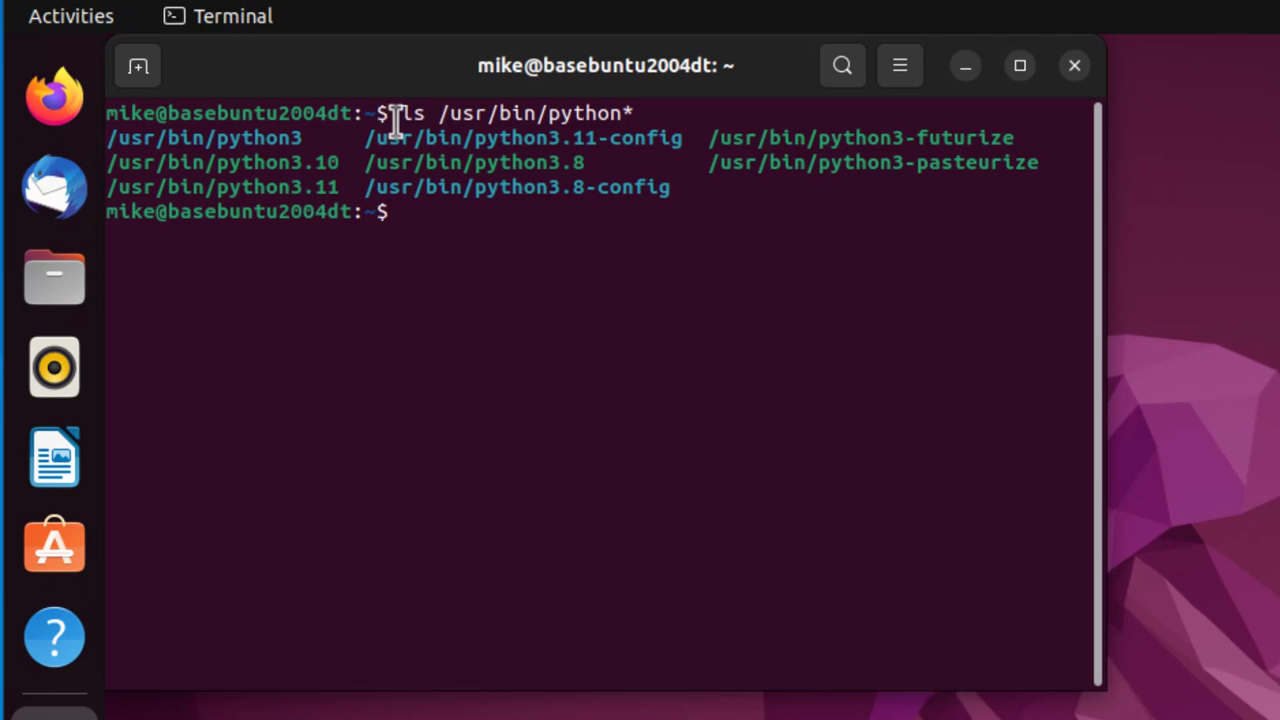 Activities Terminal
mike@basebuntu2004dt: ~
mike@basebuntu2004dt:~$ ls /usr/bin/python*
/usr/bin/python3 /usr/bin/python3.11-config /usr/bin/python3-futurize
/usr/bin/python3.10 /usr/bin/python3.8 /usr/bin/python3-pasteurize
/usr/bin/python3.11 /usr/bin/python3.8-config
mike@basebuntu2004dt:~$